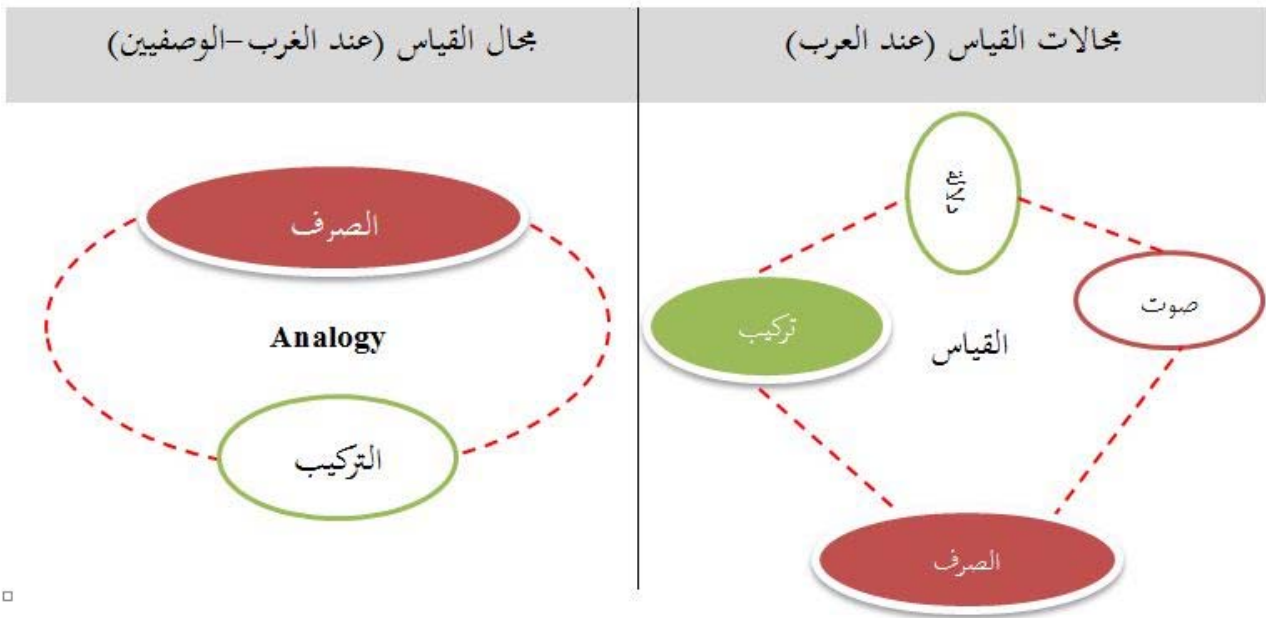 مجالات القياس (عند العرب)
مجال القياس (عند الغرب-الوصفيين)
صوت
تركيب
القياس
الصرف
الصرف
Analogy
التركيب